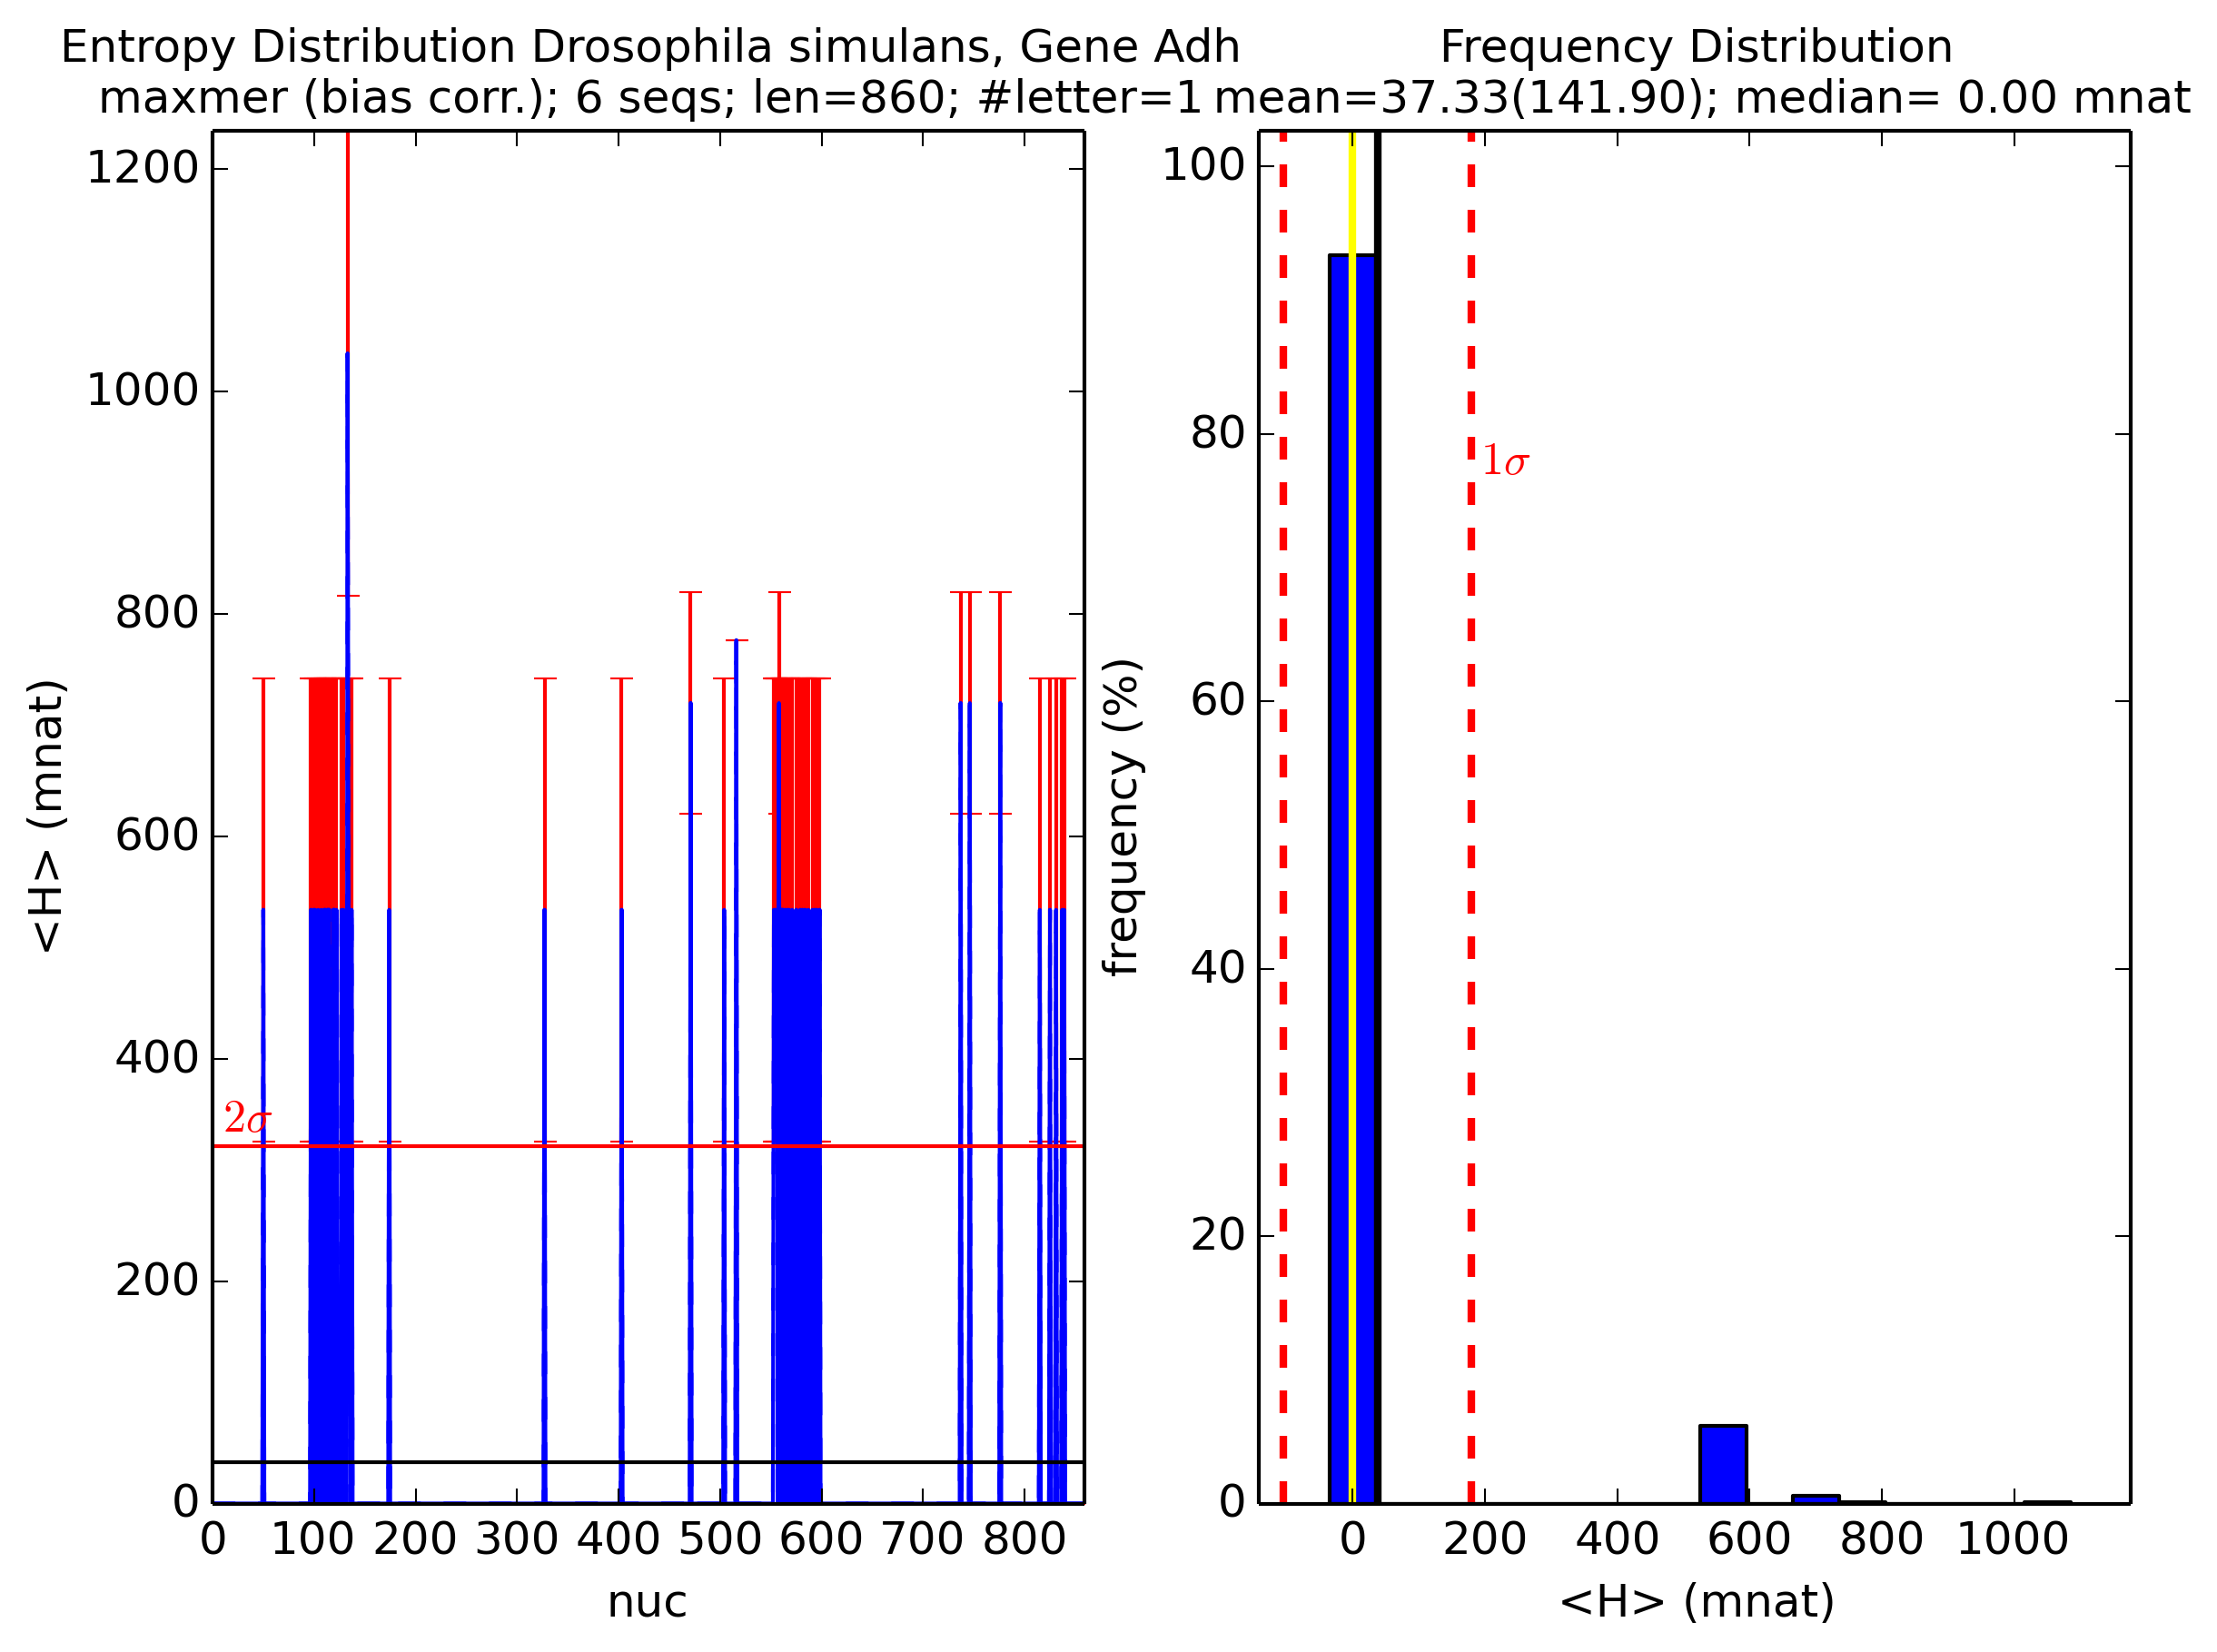 Entropy Distribution Drosophila simulans, Gene Adh
maxmer (bias corr.); 6 seqs; len=860; #letter=1
Frequency Distribution
mean=37.33(141.90); median= 0.00 mnat
<H> (mnat)
1200
1000
800
600
400
200
0
2σ
0 100 200 300 400 500 600 700 800
nuc
frequency (%)
100
80
60
40
20
0
1σ
0 200 400 600 800 1000
<H> (mnat)